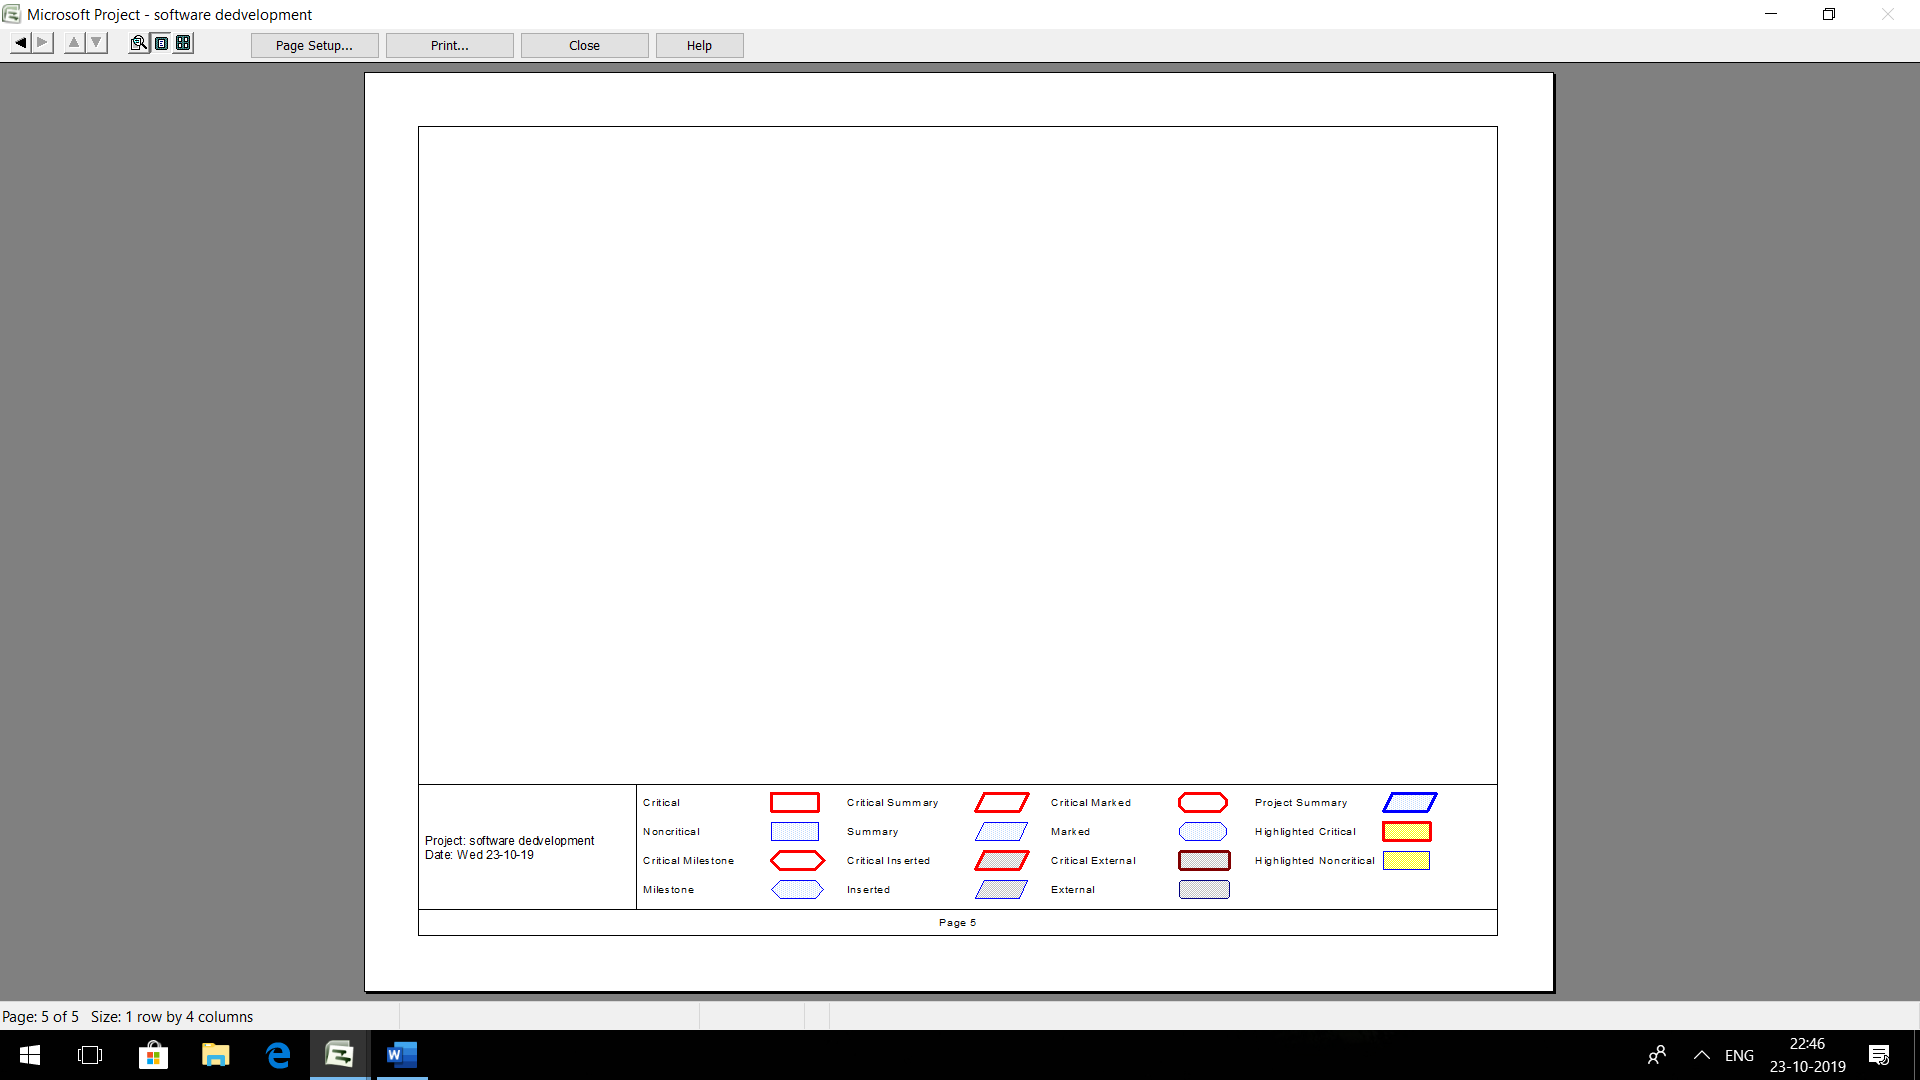 Microsoft Project - software dedvelopment
Page Setup... Print... Close Help
Critical Critical Summary Critical Marked Project Summary
Noncritical Summary Marked Highlighted Critical
Project: software dedvelopment
Date: Wed 23-10-19
Critical Milestone Critical Inserted Critical External Highlighted Noncritical
Milestone Inserted External
Page 5
Page: 5 of 5 Size: 1 row by 4 columns
ENG
22:46
23-10-2019